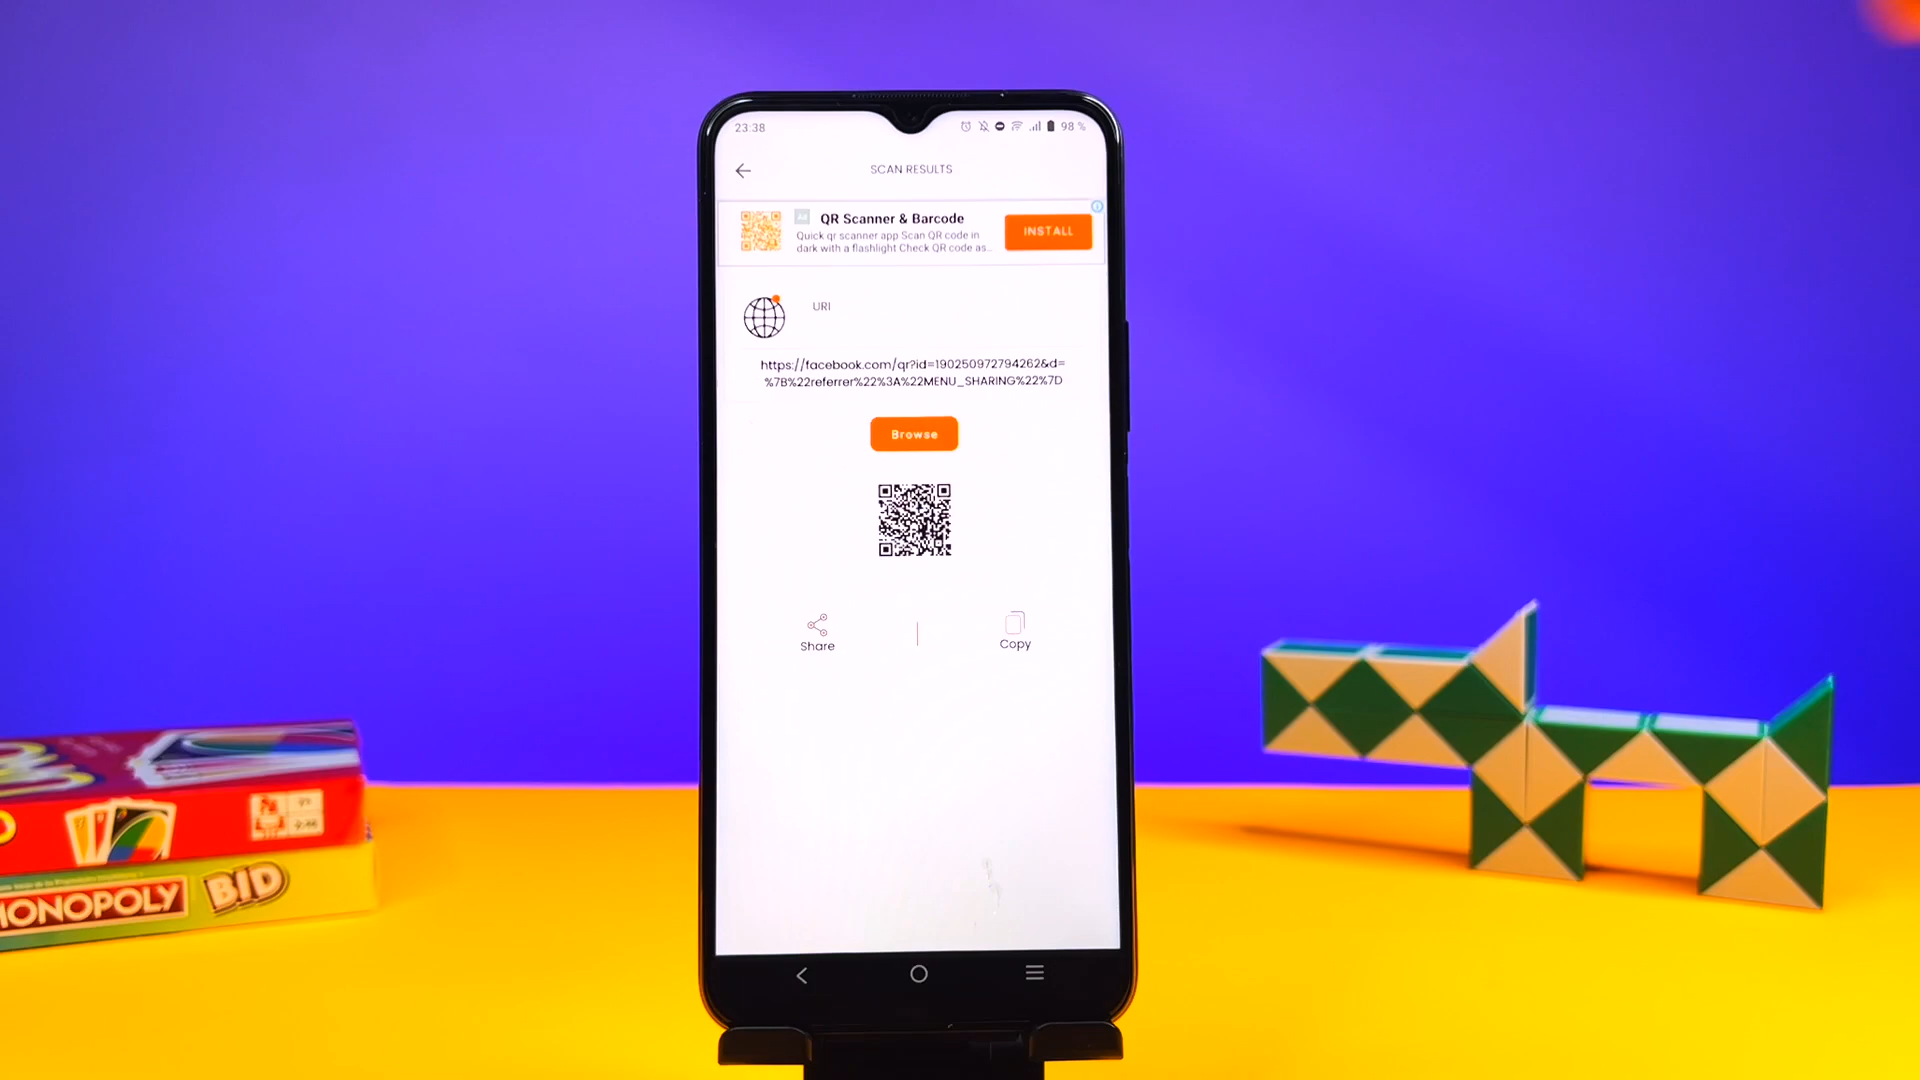 23:38
98 %
SCAN RESULTS
Ad
QR Scanner & Barcode
Quick qr scanner app Scan QR code in
dark with a flashlight Check QR code as..
INSTALL
URI
https://facebook.com/qr?id=190250972794262&d=
%7B%22referrer%22%3A%22MENU_SHARING%22%7D
Browse
Share
Copy
MONOPOLY BID